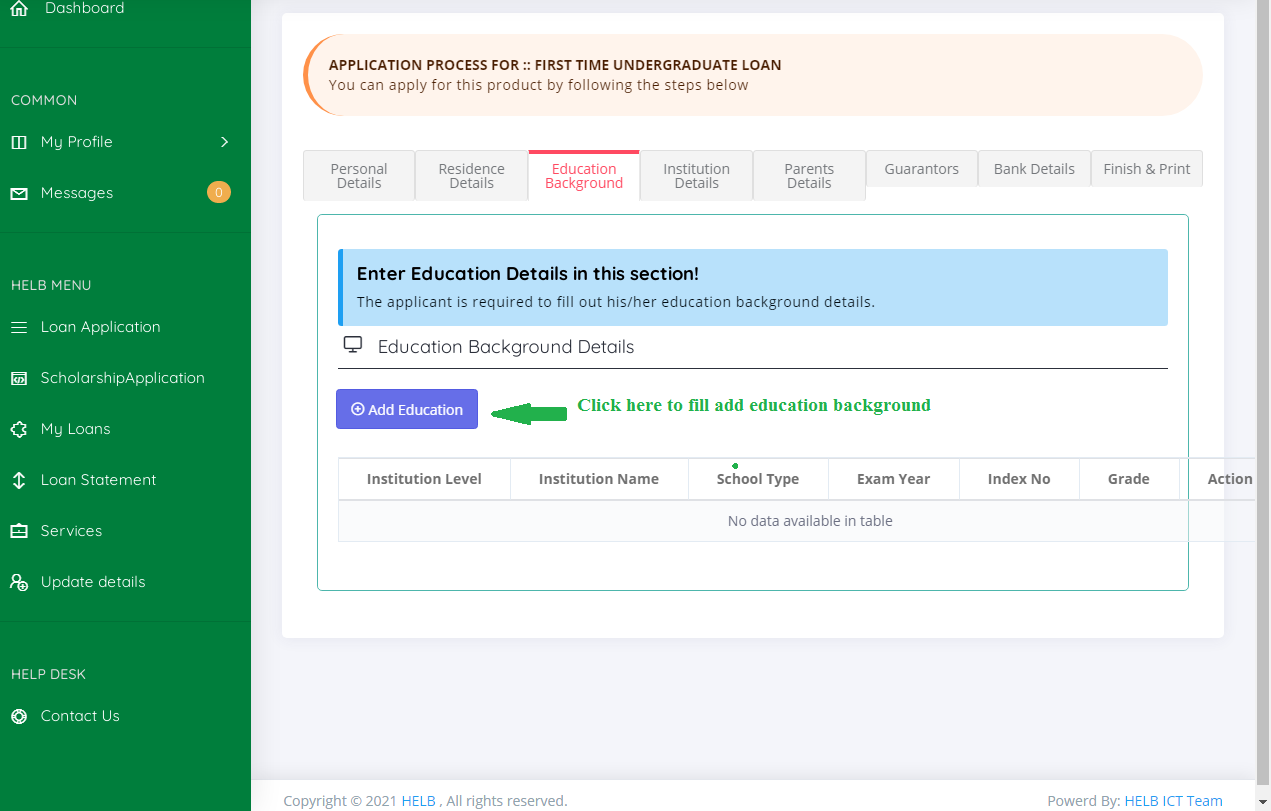 Dashboard
COMMON
My Profile
Messages
0
HELB MENU
Loan Application
ScholarshipApplication
My Loans
Loan Statement
Services
Update details
HELP DESK
Contact Us
APPLICATION PROCESS FOR :: FIRST TIME UNDERGRADUATE LOAN
You can apply for this product by following the steps below
Personal
Details
Residence
Details
Education
Background
Institution
Details
Parents
Details
Guarantors
Bank Details
Finish & Print
Enter Education Details in this section!
The applicant is required to fill out his/her education background details.
Education Background Details
Add Education
Click here to fill add education background
Institution Level
Institution Name
School Type
Exam Year
Index No
Grade
Action
No data available in table
Copyright © 2021 HELB , All rights reserved.
Powerd By: HELB ICT Team